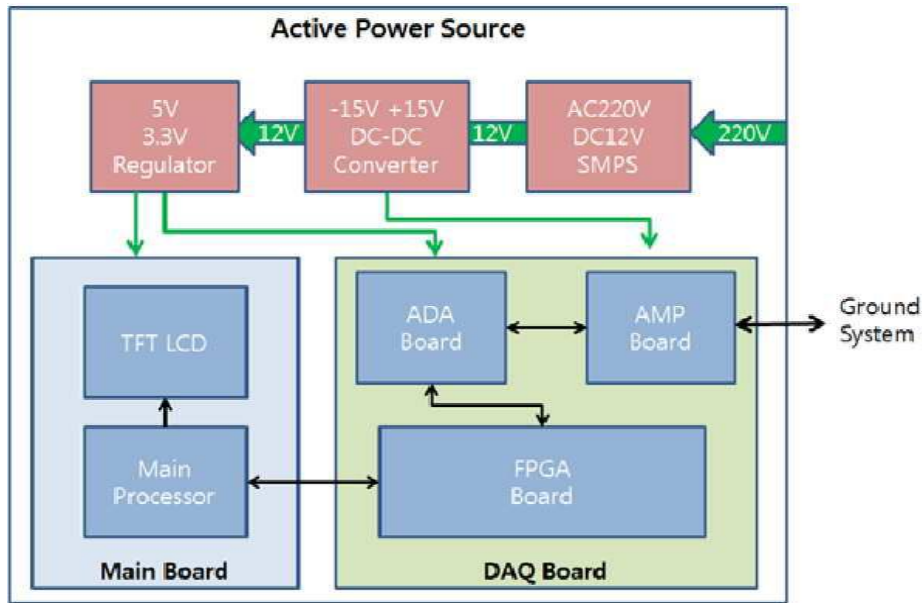 Active Power Source
5V
3.3V
Regulator
12V
-15V +15V
DC-DC
Converter
12V
AC220V
DC12V
SMPS
220V
TFT LCD
Main
Processor
Main Board
ADA
Board
AMP
Board
FPGA
Board
DAQ Board
Ground
System